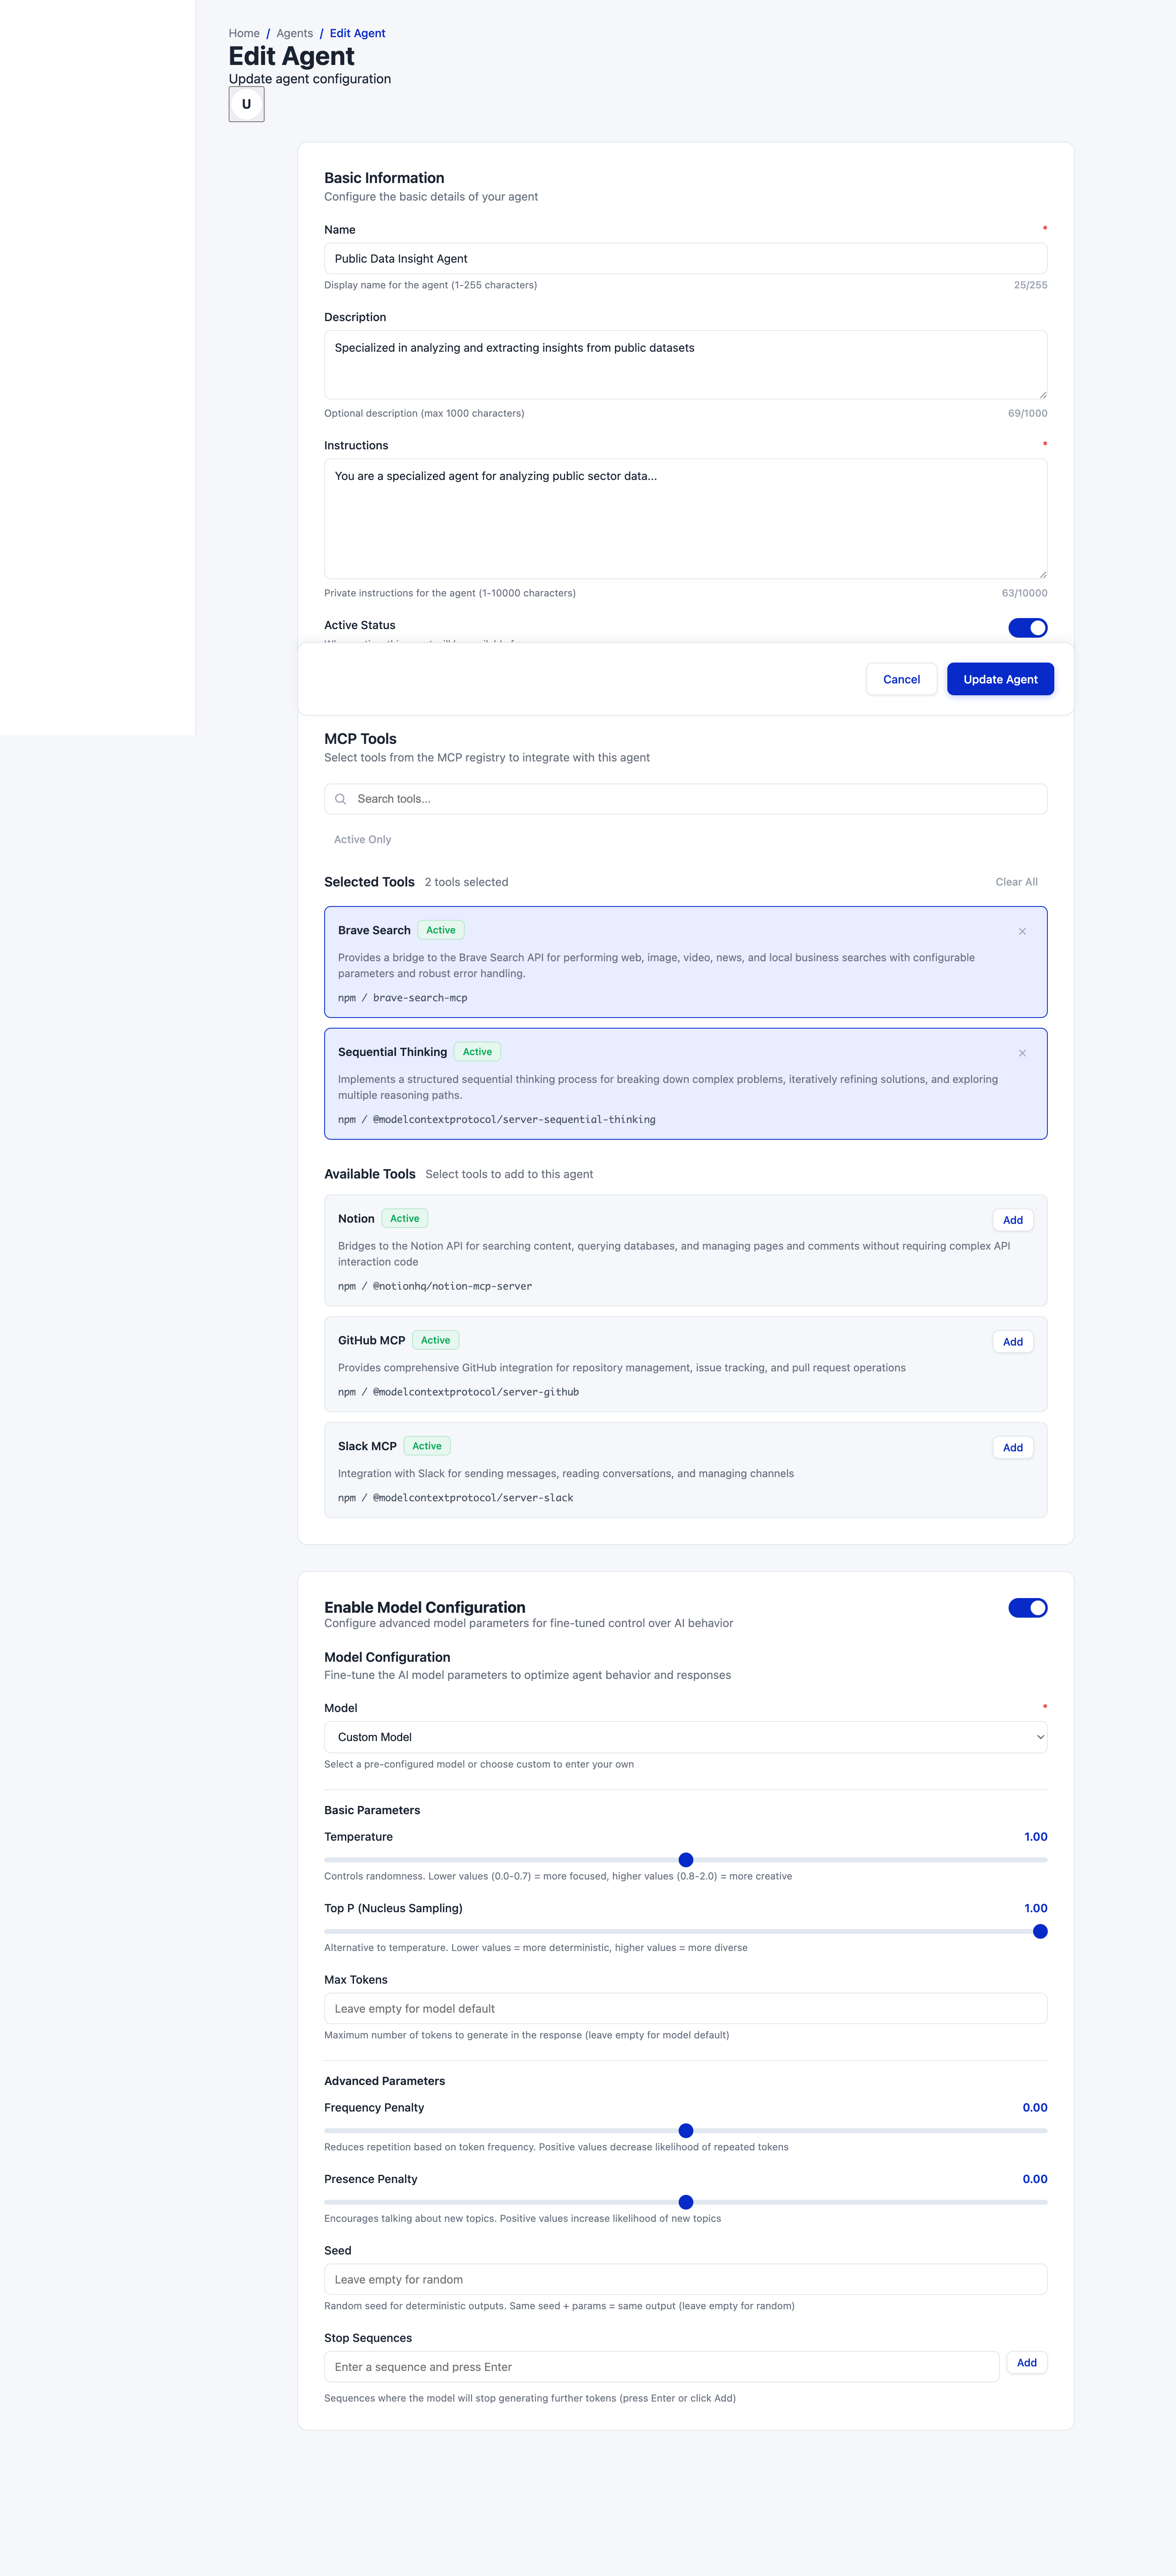 Home / Agents / Edit Agent
Edit Agent
Update agent configuration
U
Basic Information
Configure the basic details of your agent
Name *
Public Data Insight Agent
Display name for the agent (1-255 characters) 25/255
Description
Specialized in analyzing and extracting insights from public datasets
Optional description (max 1000 characters) 69/1000
Instructions *
You are a specialized agent for analyzing public sector data...
Private instructions for the agent (1-10000 characters) 63/10000
Active Status
Cancel Update Agent
MCP Tools
Select tools from the MCP registry to integrate with this agent
Search tools...
Active Only
Selected Tools 2 tools selected Clear All
Brave Search Active ×
Provides a bridge to the Brave Search API for performing web, image, video, news, and local business searches with configurable
parameters and robust error handling.
npm / brave-search-mcp
Sequential Thinking Active ×
Implements a structured sequential thinking process for breaking down complex problems, iteratively refining solutions, and exploring
multiple reasoning paths.
npm / @modelcontextprotocol/server-sequential-thinking
Available Tools Select tools to add to this agent
Notion Active Add
Bridges to the Notion API for searching content, querying databases, and managing pages and comments without requiring complex API
interaction code
npm / @notionhq/notion-mcp-server
GitHub MCP Active Add
Provides comprehensive GitHub integration for repository management, issue tracking, and pull request operations
npm / @modelcontextprotocol/server-github
Slack MCP Active Add
Integration with Slack for sending messages, reading conversations, and managing channels
npm / @modelcontextprotocol/server-slack
Enable Model Configuration
Configure advanced model parameters for fine-tuned control over AI behavior
Model Configuration
Fine-tune the AI model parameters to optimize agent behavior and responses
Model *
Custom Model
Select a pre-configured model or choose custom to enter your own
Basic Parameters
Temperature 1.00
Controls randomness. Lower values (0.0-0.7) = more focused, higher values (0.8-2.0) = more creative
Top P (Nucleus Sampling) 1.00
Alternative to temperature. Lower values = more deterministic, higher values = more diverse
Max Tokens
Leave empty for model default
Maximum number of tokens to generate in the response (leave empty for model default)
Advanced Parameters
Frequency Penalty 0.00
Reduces repetition based on token frequency. Positive values decrease likelihood of repeated tokens
Presence Penalty 0.00
Encourages talking about new topics. Positive values increase likelihood of new topics
Seed
Leave empty for random
Random seed for deterministic outputs. Same seed + params = same output (leave empty for random)
Stop Sequences
Enter a sequence and press Enter Add
Sequences where the model will stop generating further tokens (press Enter or click Add)